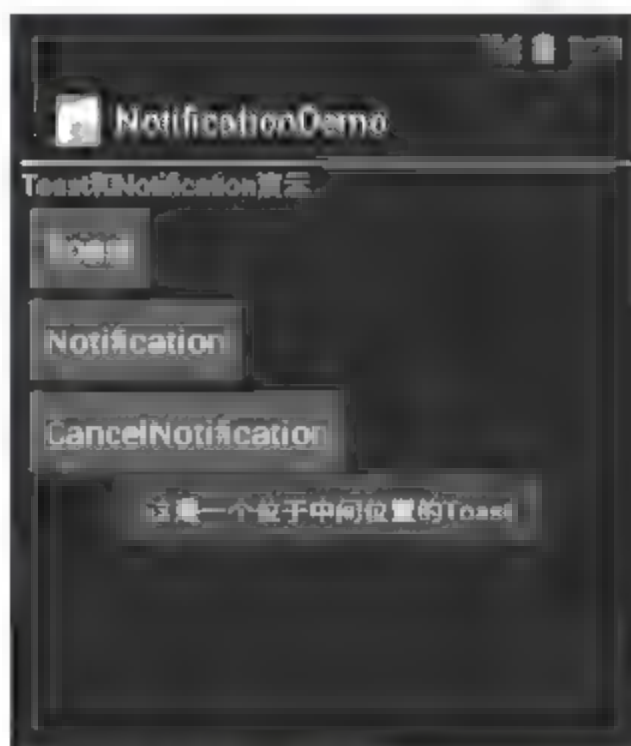 NotificationDemo
Toast和Notification演示
Toast
Notification
CancelNotification
这是一个位于中间位置的Toast